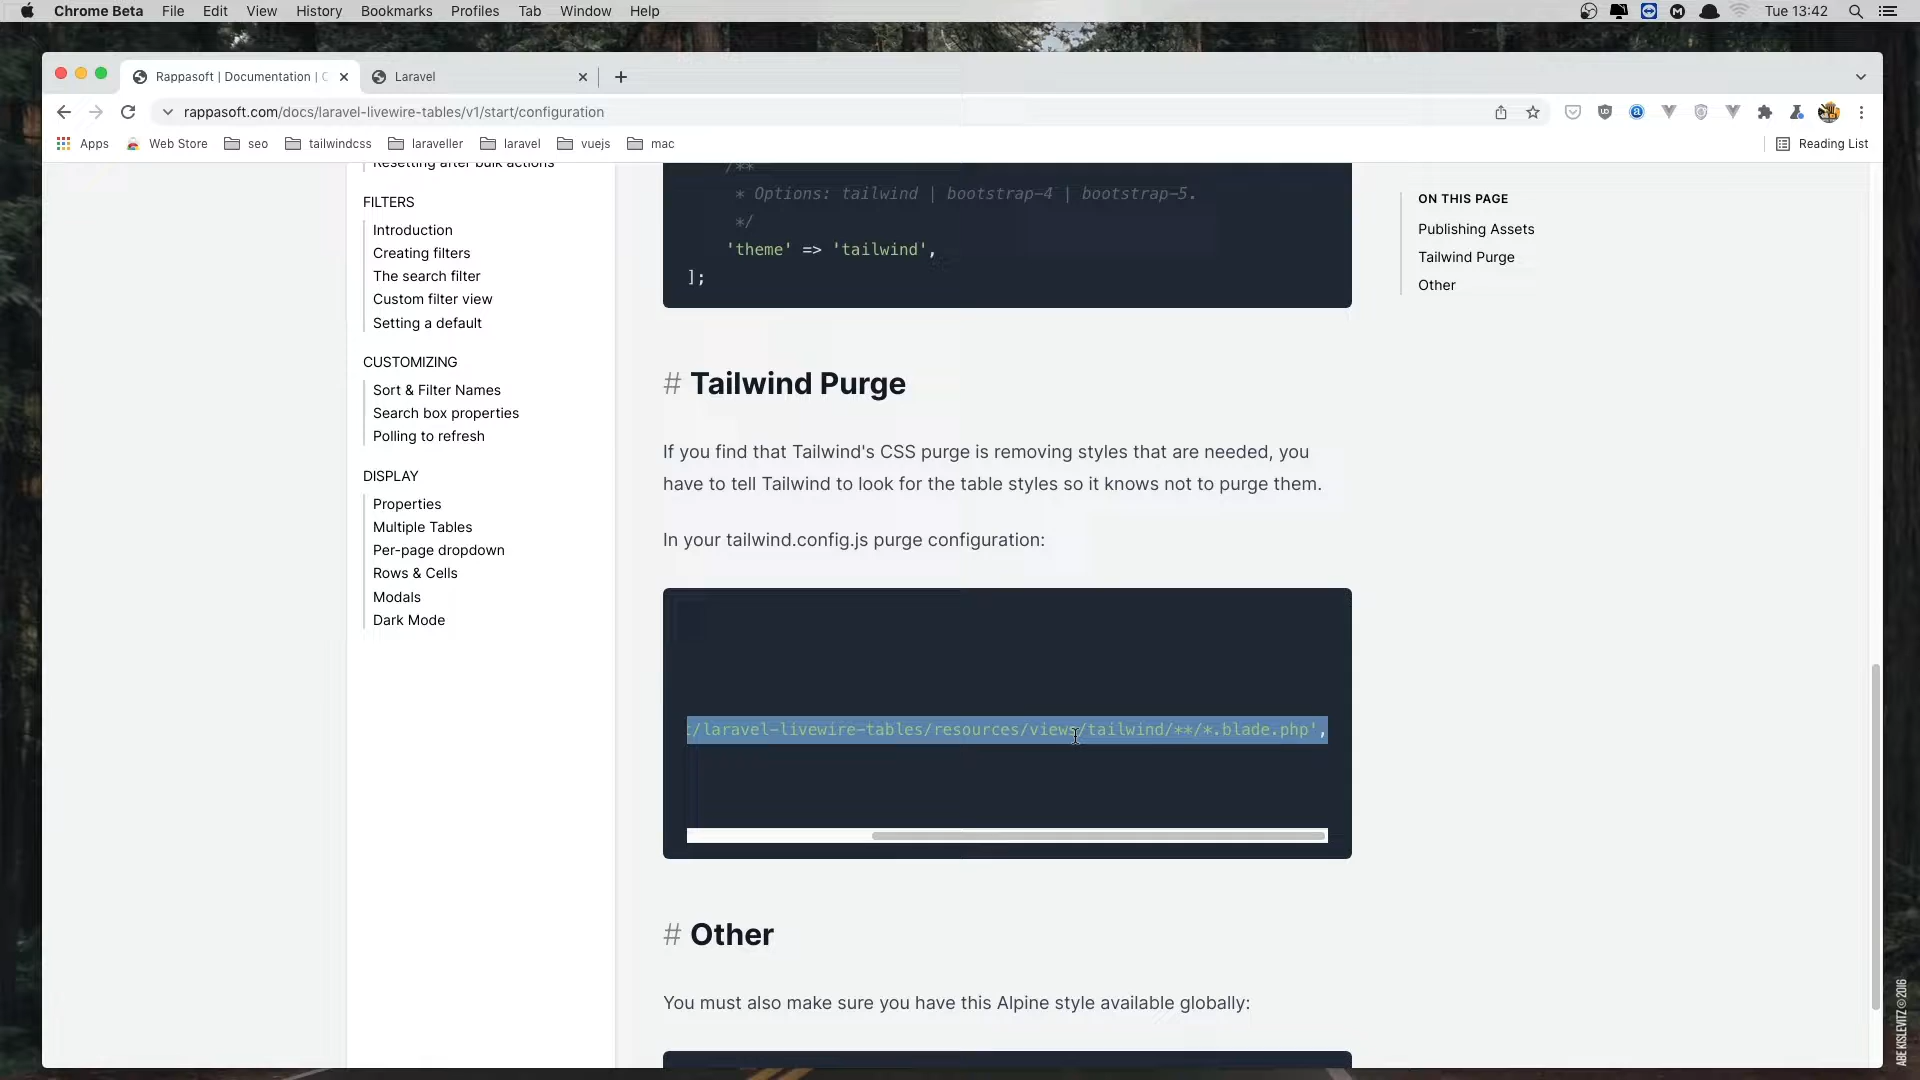 Chrome Beta File Edit View History Bookmarks Profiles Tab Window Help
Tue 13:42
Rappasoft | Documentation |
Laravel
rappasoft.com/docs/laravel-livewire-tables/v1/start/configuration
Apps Web Store seo tailwindcss laraveller laravel vuejs mac Reading List
Resetting after bulk actions
FILTERS
Introduction
Creating filters
The search filter
Custom filter view
Setting a default
CUSTOMIZING
Sort & Filter Names
Search box properties
Polling to refresh
DISPLAY
Properties
Multiple Tables
Per-page dropdown
Rows & Cells
Modals
Dark Mode
/**
* Options: tailwind | bootstrap-4 | bootstrap-5.
*/
'theme' => 'tailwind',
];
# Tailwind Purge
If you find that Tailwind's CSS purge is removing styles that are needed, you
have to tell Tailwind to look for the table styles so it knows not to purge them.
In your tailwind.config.js purge configuration:
/laravel-livewire-tables/resources/views/tailwind/**/*.blade.php',
# Other
You must also make sure you have this Alpine style available globally:
ON THIS PAGE
Publishing Assets
Tailwind Purge
Other
ABE KISLEVITZ©2016